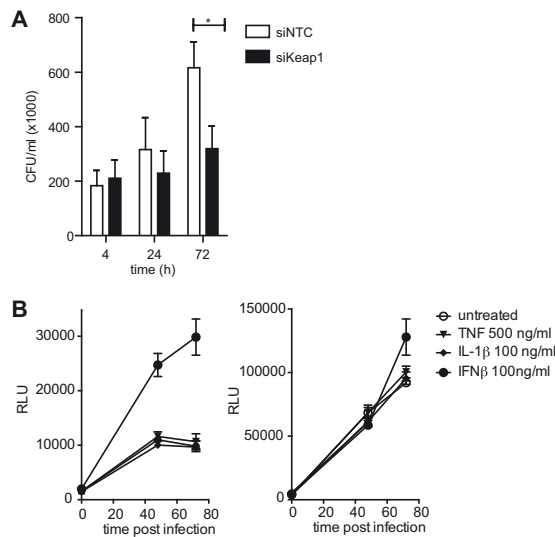 A
800
600
400
200
0
CFU/ml (x1000)
4
24
72
time (h)
*
siNTC
siKeap1
B
30000
20000
10000
0
RLU
0
20
40
60
80
time post infection
150000
100000
50000
0
RLU
0
20
40
60
80
time post infection
untreated
TNF 500 ng/ml
IL-1β 100 ng/ml
IFNβ 100ng/ml